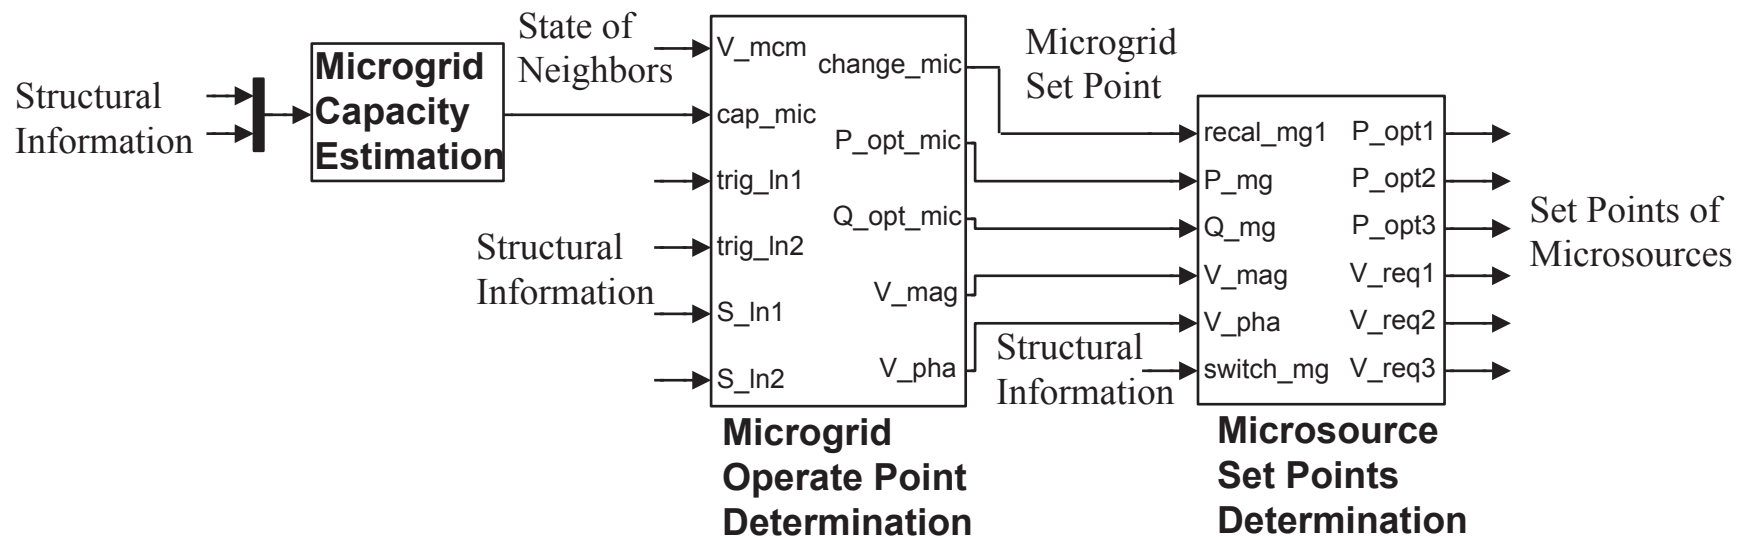 Structural
Information
Microgrid
Capacity
Estimation
State of
Neighbors
V_mcm
cap_mic
trig_ln1
trig_ln2
S_ln1
S_ln2
Structural
Information
change_mic
P_opt_mic
Q_opt_mic
V_mag
V_pha
Microgrid
Operate Point
Determination
Microgrid
Set Point
Structural
Information
recal_mg1
P_mg
Q_mg
V_mag
V_pha
switch_mg
P_opt1
P_opt2
P_opt3
V_req1
V_req2
V_req3
Microsource
Set Points
Determination
Set Points of
Microsources